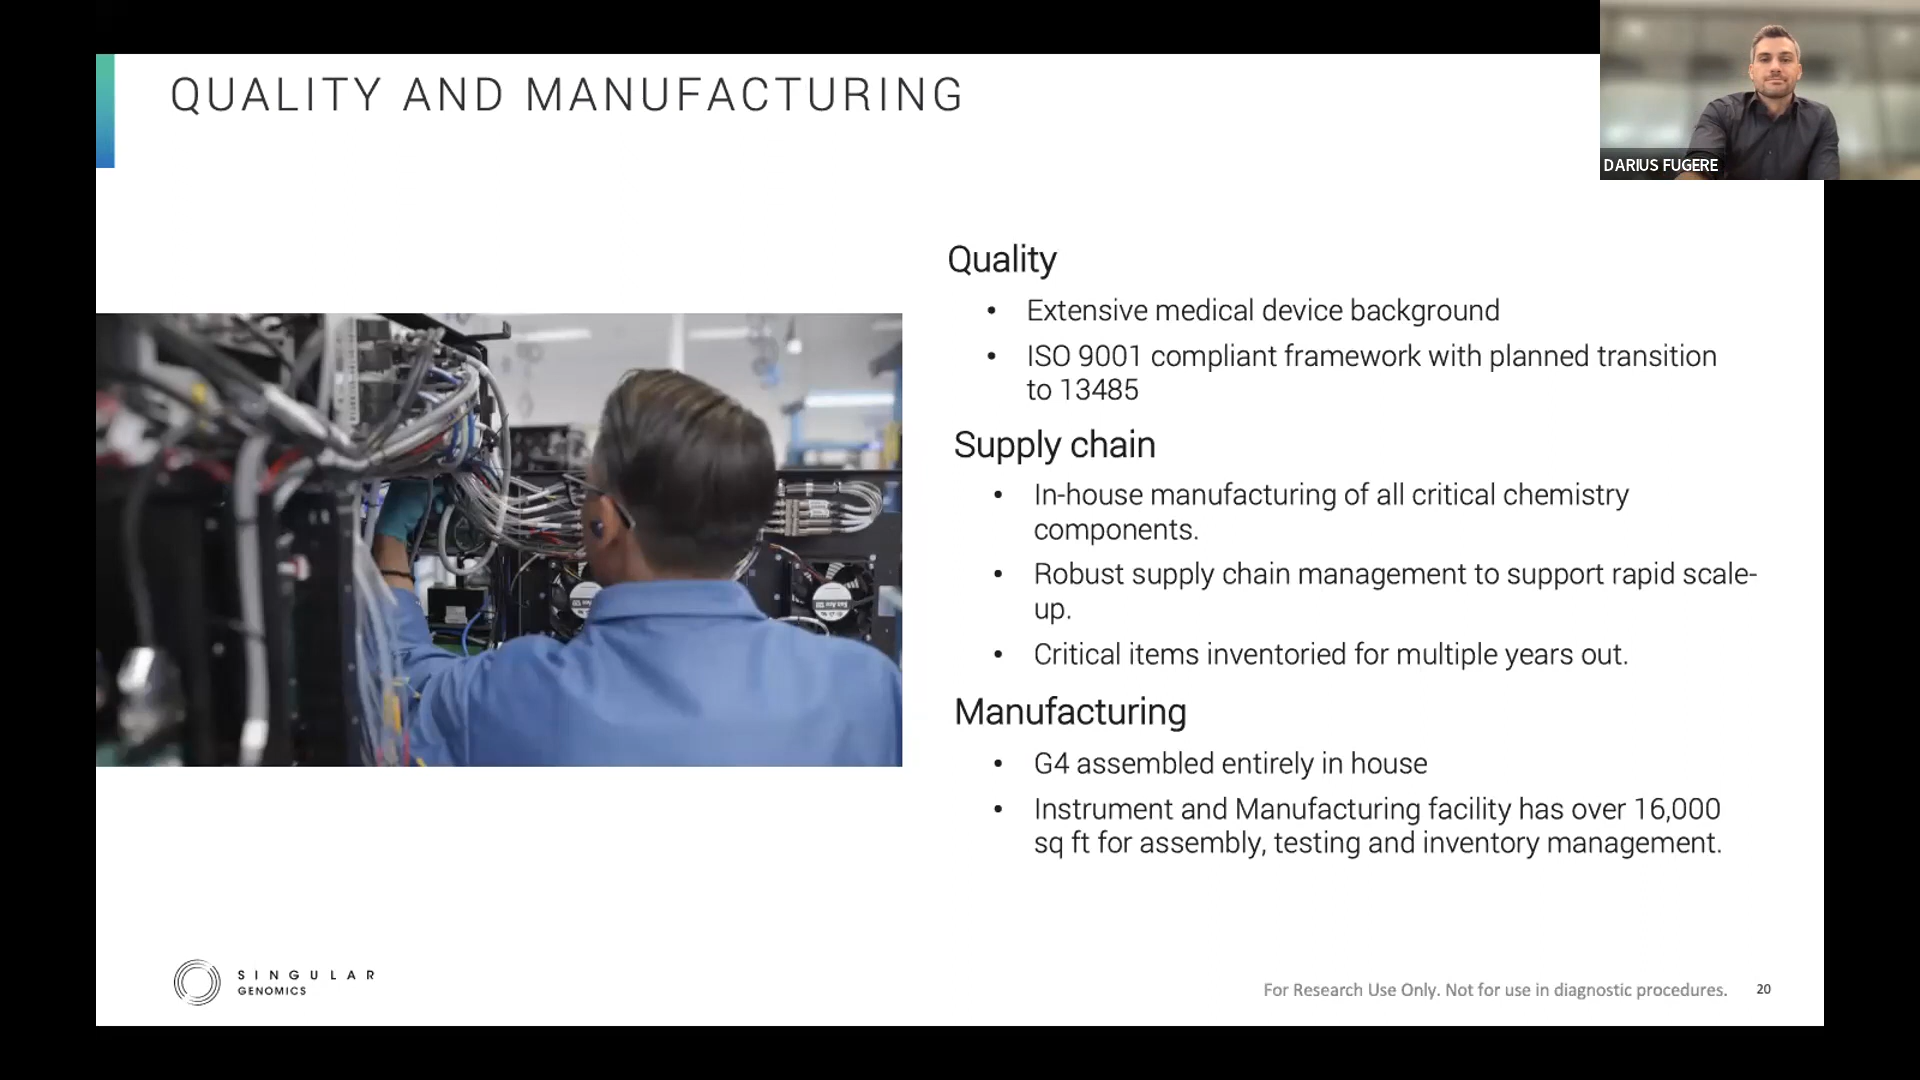 QUALITY AND MANUFACTURING
DARIUS FUGERE
Quality
• Extensive medical device background
• ISO 9001 compliant framework with planned transition
to 13485
Supply chain
• In-house manufacturing of all critical chemistry
components.
• Robust supply chain management to support rapid scale-
up.
• Critical items inventoried for multiple years out.
Manufacturing
• G4 assembled entirely in house
• Instrument and Manufacturing facility has over 16,000
sq ft for assembly, testing and inventory management.
SINGULAR
GENOMICS
For Research Use Only. Not for use in diagnostic procedures.
20